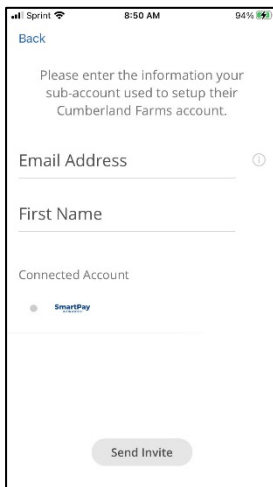 Sprint 8:50 AM 94%
Back
Please enter the information your
sub-account used to setup their
Cumberland Farms account.
Email Address
First Name
Connected Account
SmartPay
Send Invite